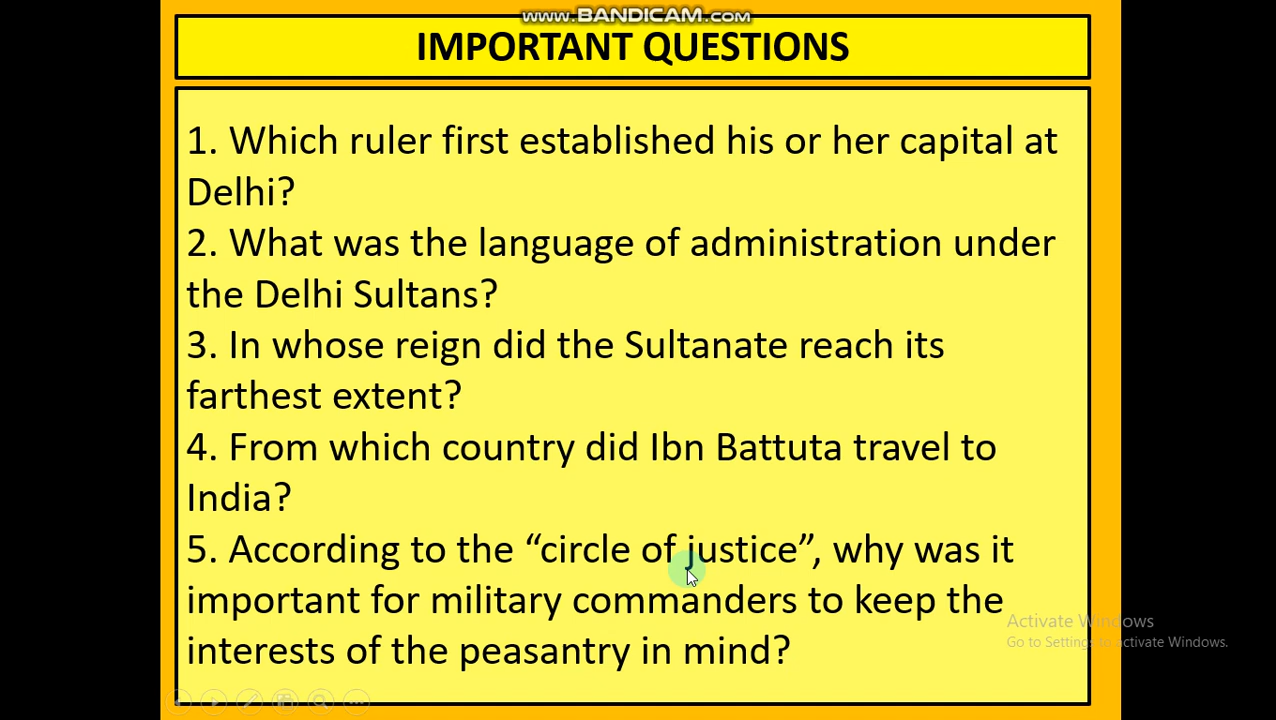 www.BANDICAM.com
IMPORTANT QUESTIONS
1. Which ruler first established his or her capital at
Delhi?
2. What was the language of administration under
the Delhi Sultans?
3. In whose reign did the Sultanate reach its
farthest extent?
4. From which country did Ibn Battuta travel to
India?
5. According to the “circle of justice”, why was it
important for military commanders to keep the
interests of the peasantry in mind?
Activate Windows
Go to Settings to activate Windows.